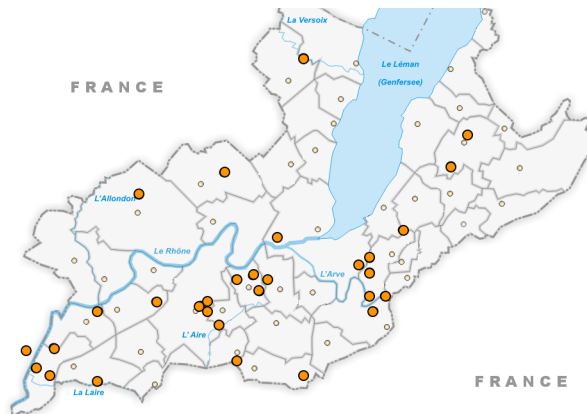 La Versoix
Le Léman
(Genfersee)
FRANCE
L'Allondon
Le Rhône
L'Arve
L' Aire
La Laire
FRANCE